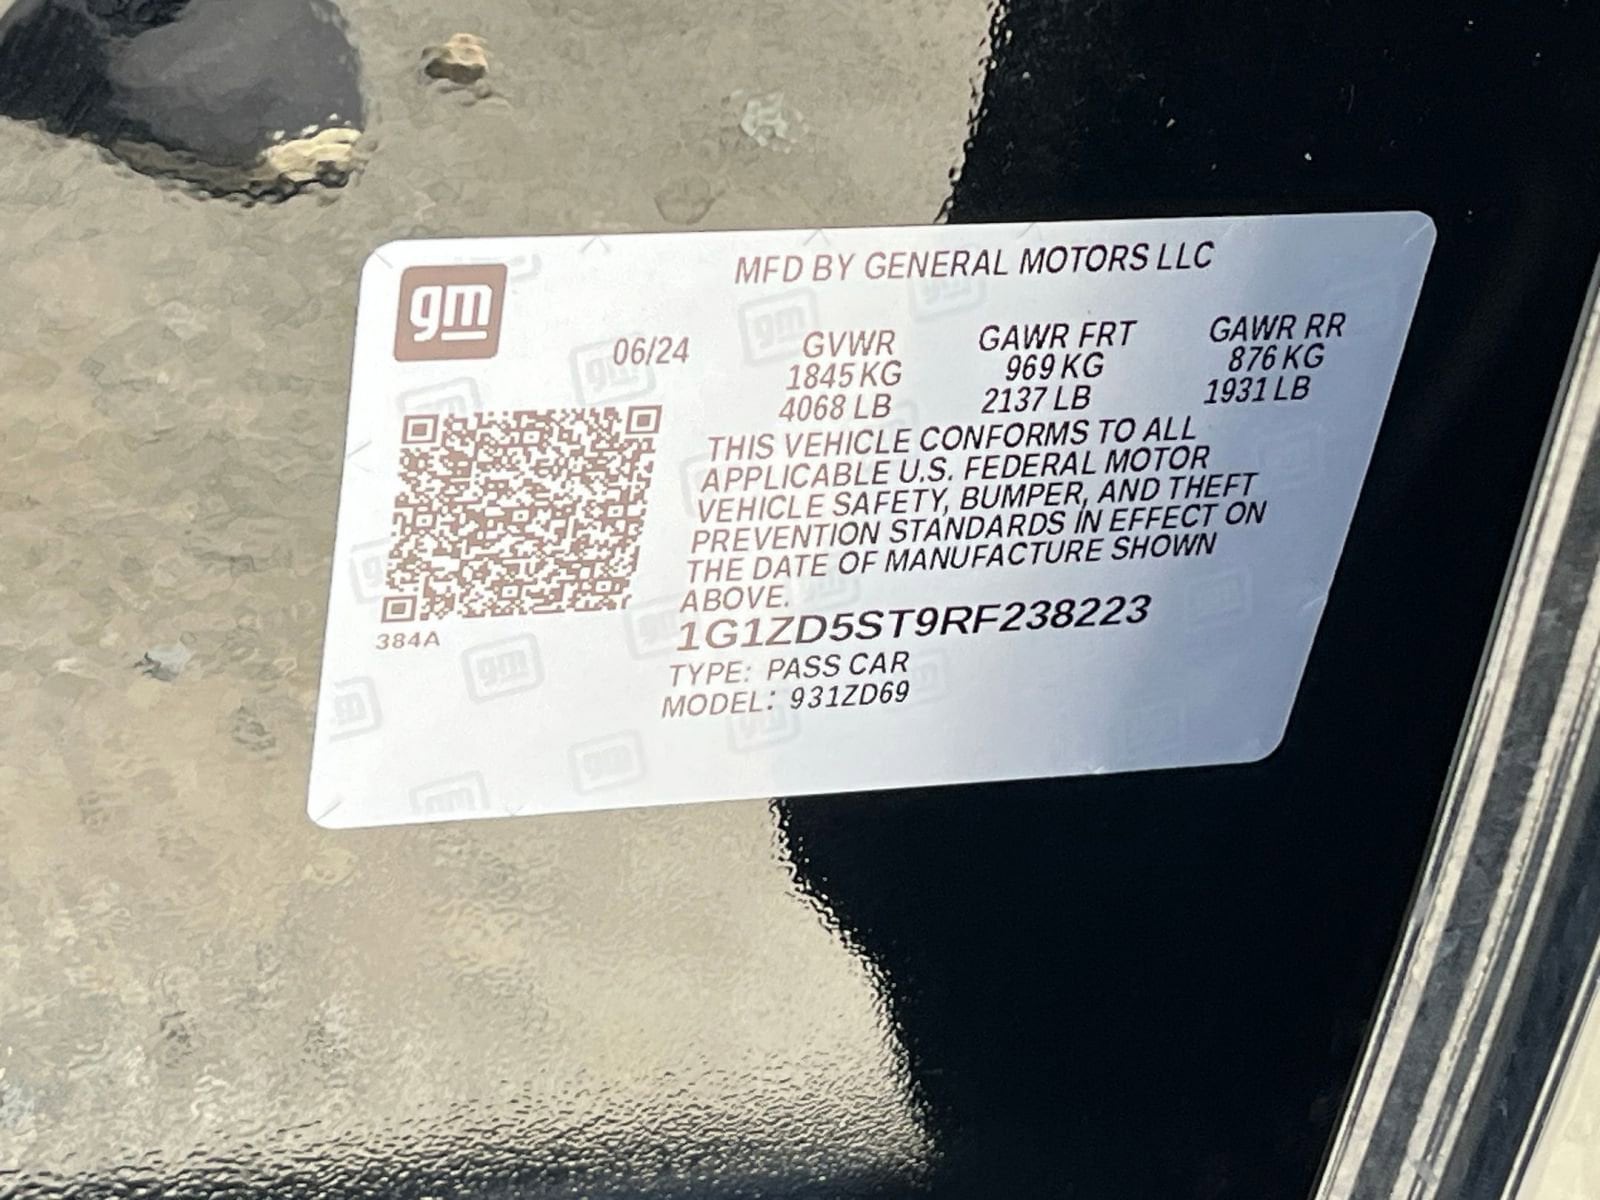 gm
MFD BY GENERAL MOTORS LLC
06/24
GVWR GAWR FRT GAWR RR
1845 KG 969 KG 876 KG
4068 LB 2137 LB 1931 LB
THIS VEHICLE CONFORMS TO ALL
APPLICABLE U.S. FEDERAL MOTOR
VEHICLE SAFETY, BUMPER, AND THEFT
PREVENTION STANDARDS IN EFFECT ON
THE DATE OF MANUFACTURE SHOWN
ABOVE.
384A
1G1ZD5ST9RF238223
TYPE: PASS CAR
MODEL: 931ZD69